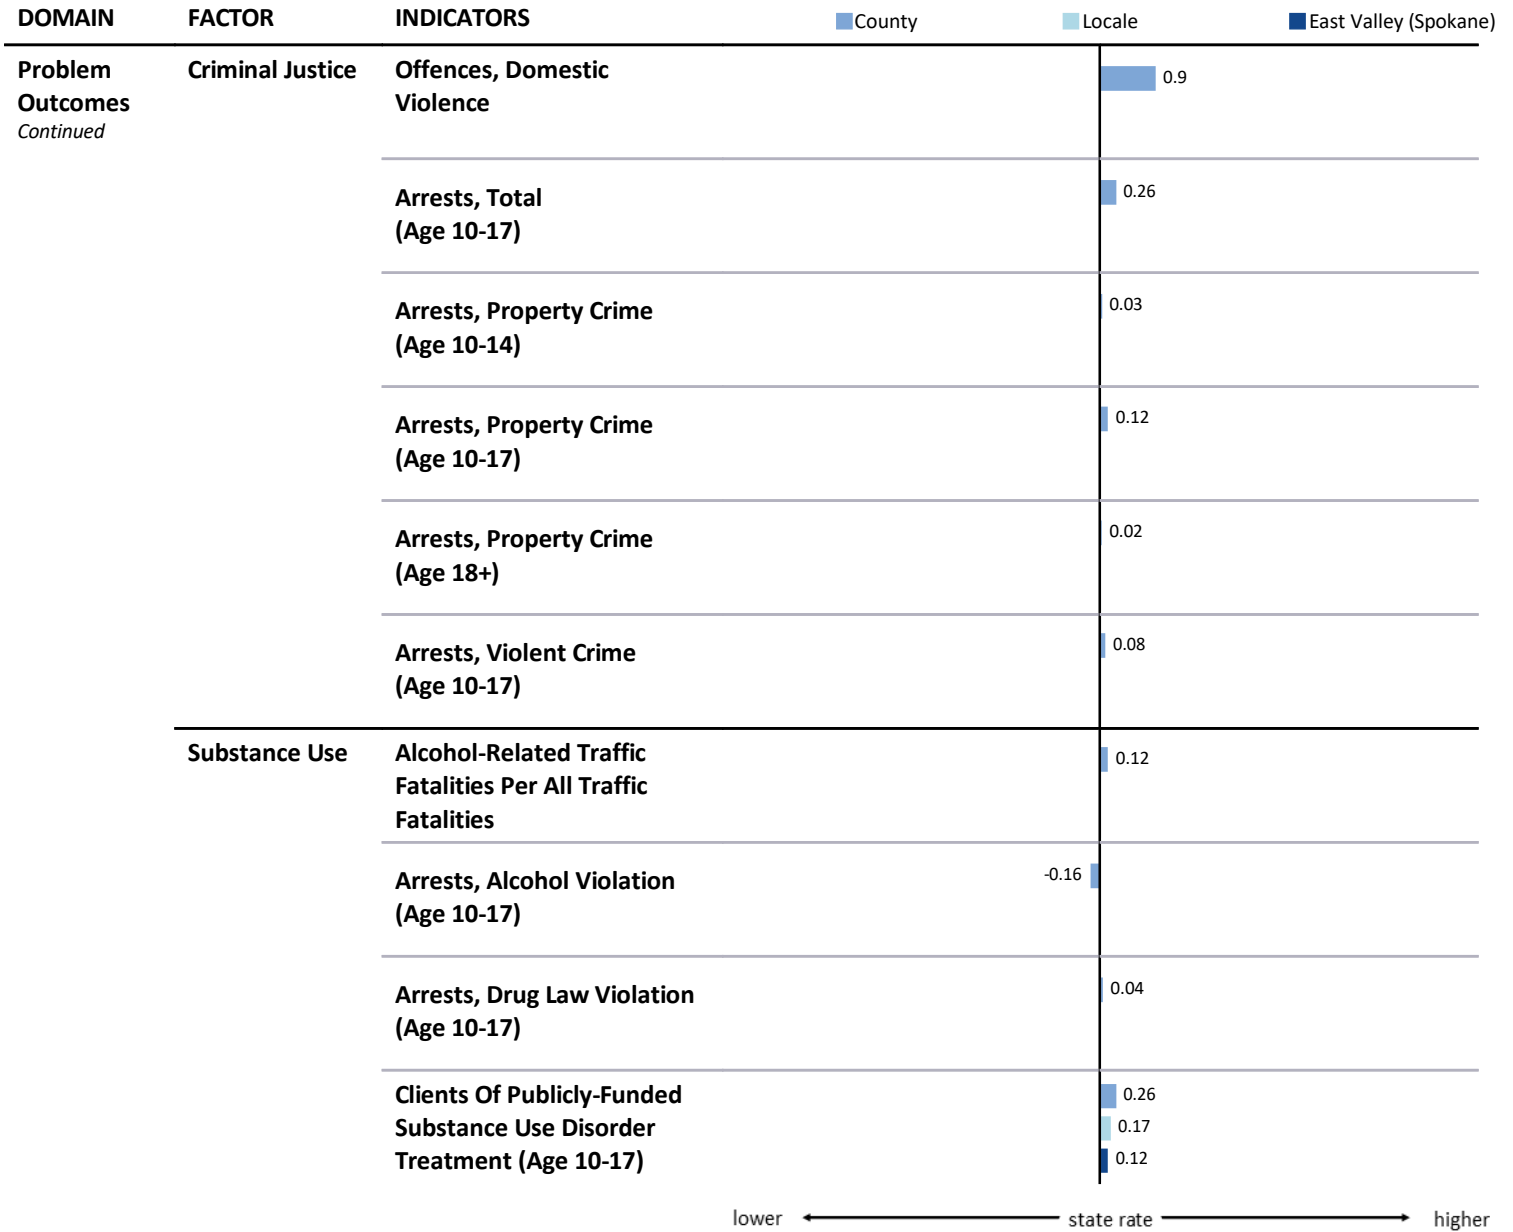 DOMAIN FACTOR INDICATORS County Locale East Valley (Spokane)
Problem Outcomes
Continued
Criminal Justice
Offences, Domestic
Violence
0.9
Arrests, Total
(Age 10-17)
0.26
Arrests, Property Crime
(Age 10-14)
0.03
Arrests, Property Crime
(Age 10-17)
0.12
Arrests, Property Crime
(Age 18+)
0.02
Arrests, Violent Crime
(Age 10-17)
0.08
Substance Use
Alcohol-Related Traffic
Fatalities Per All Traffic
Fatalities
0.12
Arrests, Alcohol Violation
(Age 10-17)
-0.16
Arrests, Drug Law Violation
(Age 10-17)
0.04
Clients Of Publicly-Funded
Substance Use Disorder
Treatment (Age 10-17)
0.26
0.17
0.12
lower state rate higher